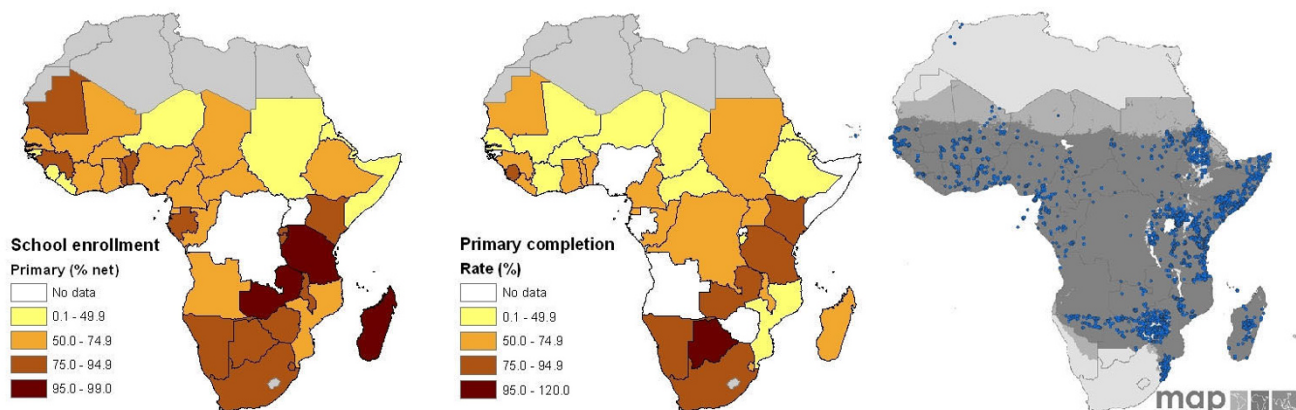 School enrollment
Primary (% net)
No data
0.1 - 49.9
50.0 - 74.9
75.0 - 94.9
95.0 - 99.0
Primary completion
Rate (%)
No data
0.1 - 49.9
50.0 - 74.9
75.0 - 94.9
95.0 - 120.0
map